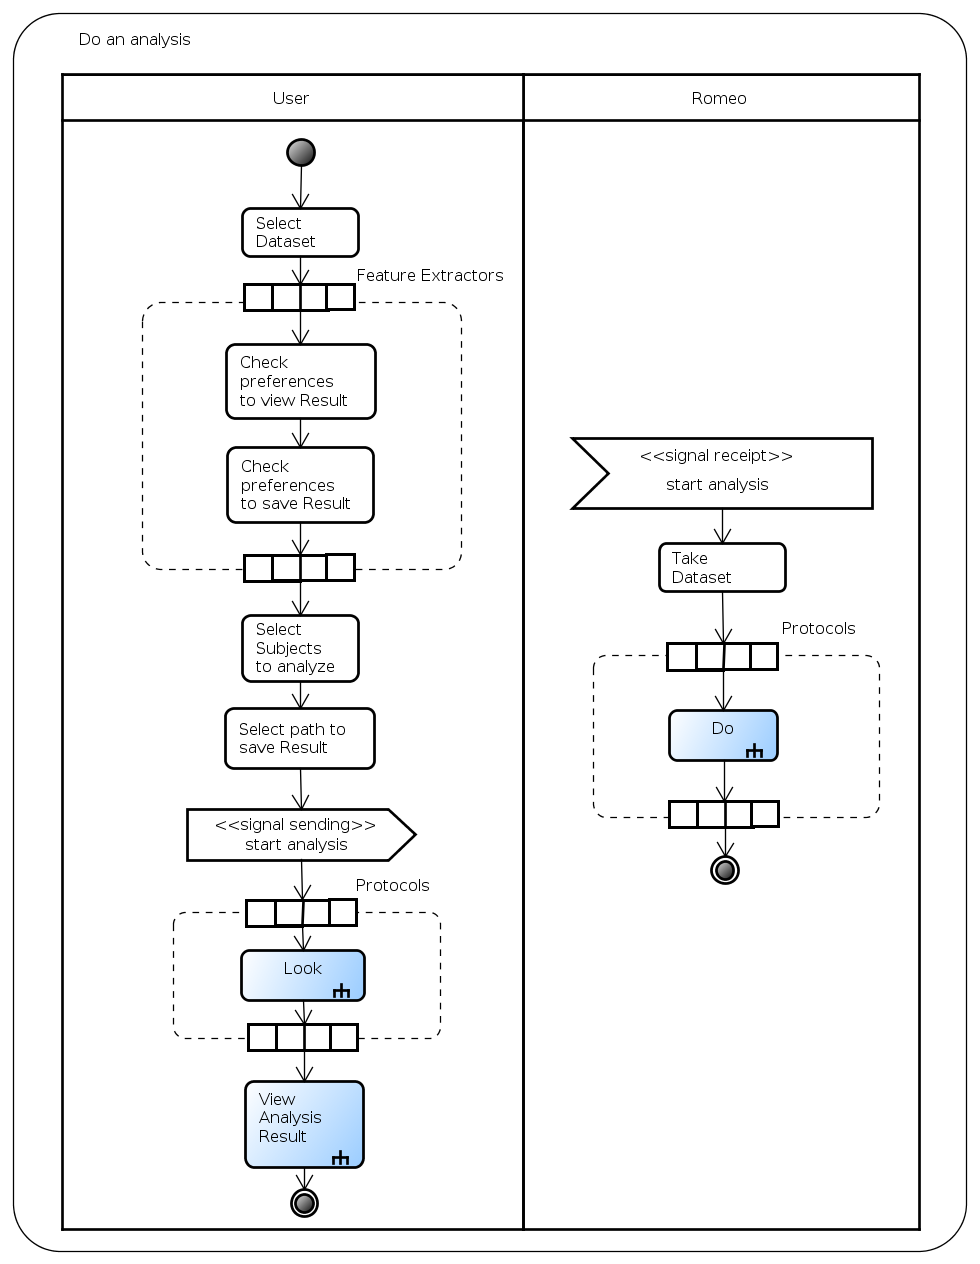 Do an analysis
User
Romeo
Select
Dataset
Feature Extractors
Check
preferences
to view Result
Check
preferences
to save Result
Select
Subjects
to analyze
Select path to
save Result
<<signal sending>>
start analysis
Protocols
Look
View
Analysis
Result
<<signal receipt>>
start analysis
Take
Dataset
Protocols
Do